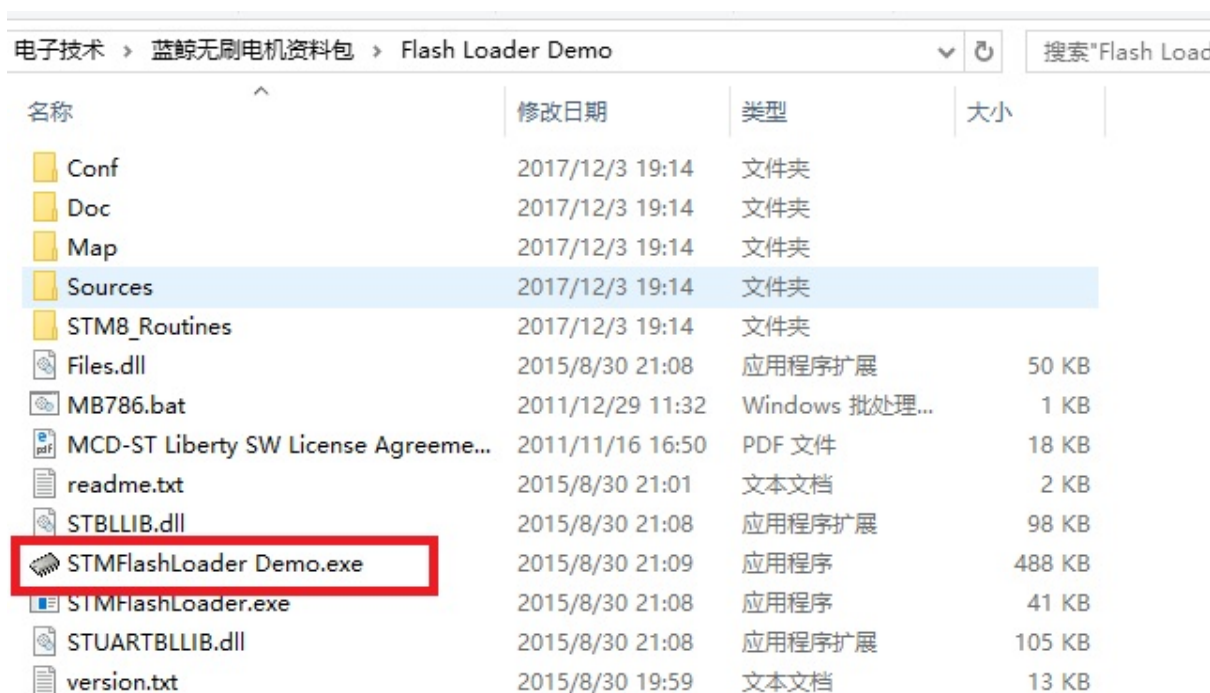 电子技术 › 蓝鲸无刷电机资料包 › Flash Loader Demo 搜索"Flash Load
名称 修改日期 类型 大小
Conf 2017/12/3 19:14 文件夹
Doc 2017/12/3 19:14 文件夹
Map 2017/12/3 19:14 文件夹
Sources 2017/12/3 19:14 文件夹
STM8_Routines 2017/12/3 19:14 文件夹
Files.dll 2015/8/30 21:08 应用程序扩展 50 KB
MB786.bat 2011/12/29 11:32 Windows 批处理... 1 KB
MCD-ST Liberty SW License Agreeme... 2011/11/16 16:50 PDF 文件 18 KB
readme.txt 2015/8/30 21:01 文本文档 2 KB
STBLLIB.dll 2015/8/30 21:08 应用程序扩展 98 KB
STMFlashLoader Demo.exe 2015/8/30 21:09 应用程序 488 KB
STMFlashLoader.exe 2015/8/30 21:08 应用程序 41 KB
STUARTBLLIB.dll 2015/8/30 21:08 应用程序扩展 105 KB
version.txt 2015/8/30 19:59 文本文档 13 KB